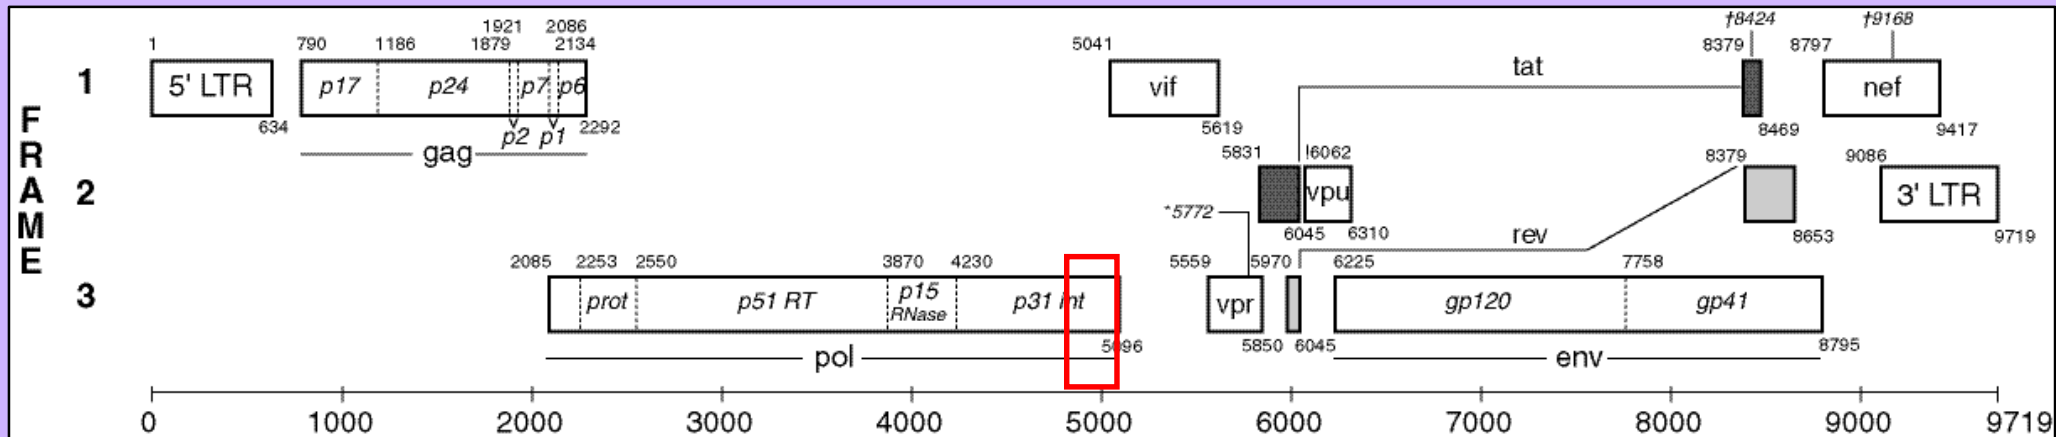 1921 2086 †8424 †9168
1 790 1186 1879 2134 5041 8379 8797
1 5' LTR p17 p24 p7 p6 vif tat nef
634 p2 p1 2292 5619 8469 9417
gag
FRAME
5831 !6062 8379 9086
2 vpu 3' LTR
*5772
6045 6310 rev 8653 9719
2085 2253 2550 3870 4230 5559 5970 6225 7758
3 prot p51 RT p15 RNase p31 int vpr gp120 gp41
5096 5850 6045 8795
pol env
0 1000 2000 3000 4000 5000 6000 7000 8000 9000 9719